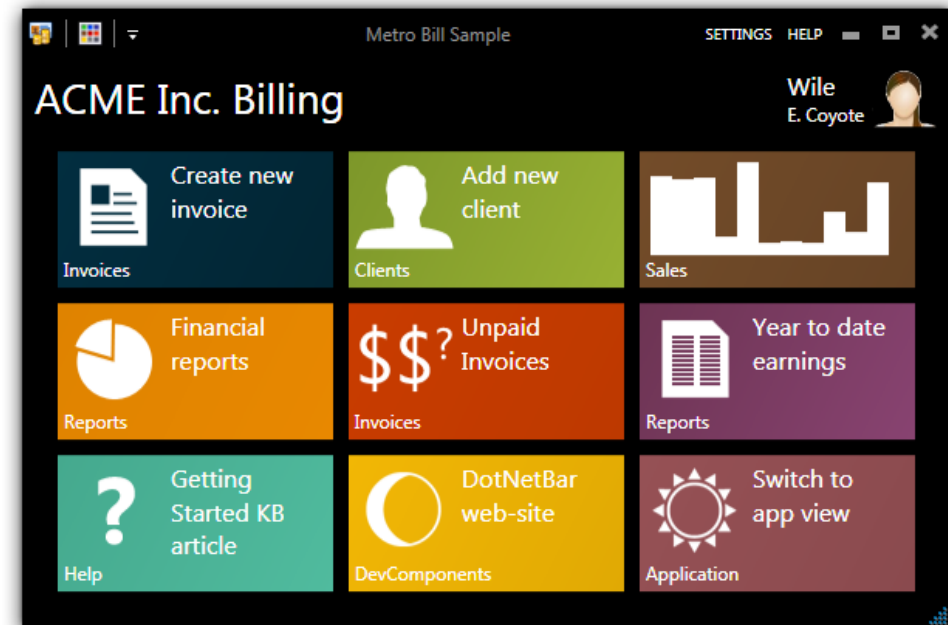 Metro Bill Sample
SETTINGS HELP
ACME Inc. Billing
Wile
E. Coyote
Create new
invoice
Invoices
Add new
client
Clients
Sales
Financial
reports
Reports
$$?
Unpaid
Invoices
Invoices
Year to date
earnings
Reports
?
Getting
Started KB
article
Help
DotNetBar
web-site
DevComponents
Switch to
app view
Application